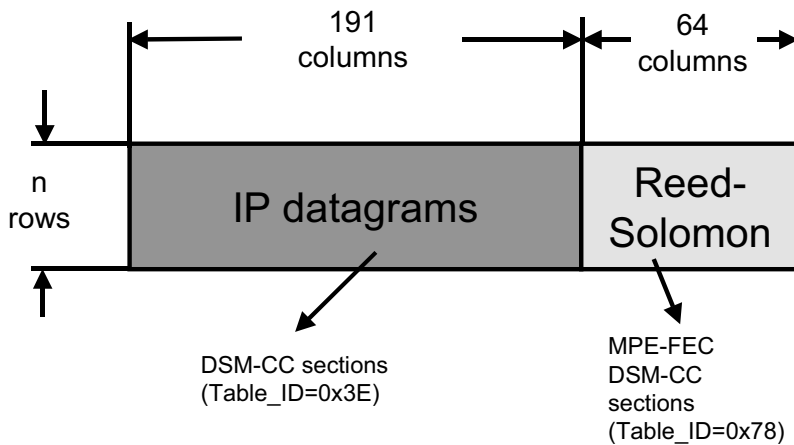 191
columns
64
columns
n
rows
IP datagrams
Reed-
Solomon
DSM-CC sections
(Table_ID=0x3E)
MPE-FEC
DSM-CC
sections
(Table_ID=0x78)